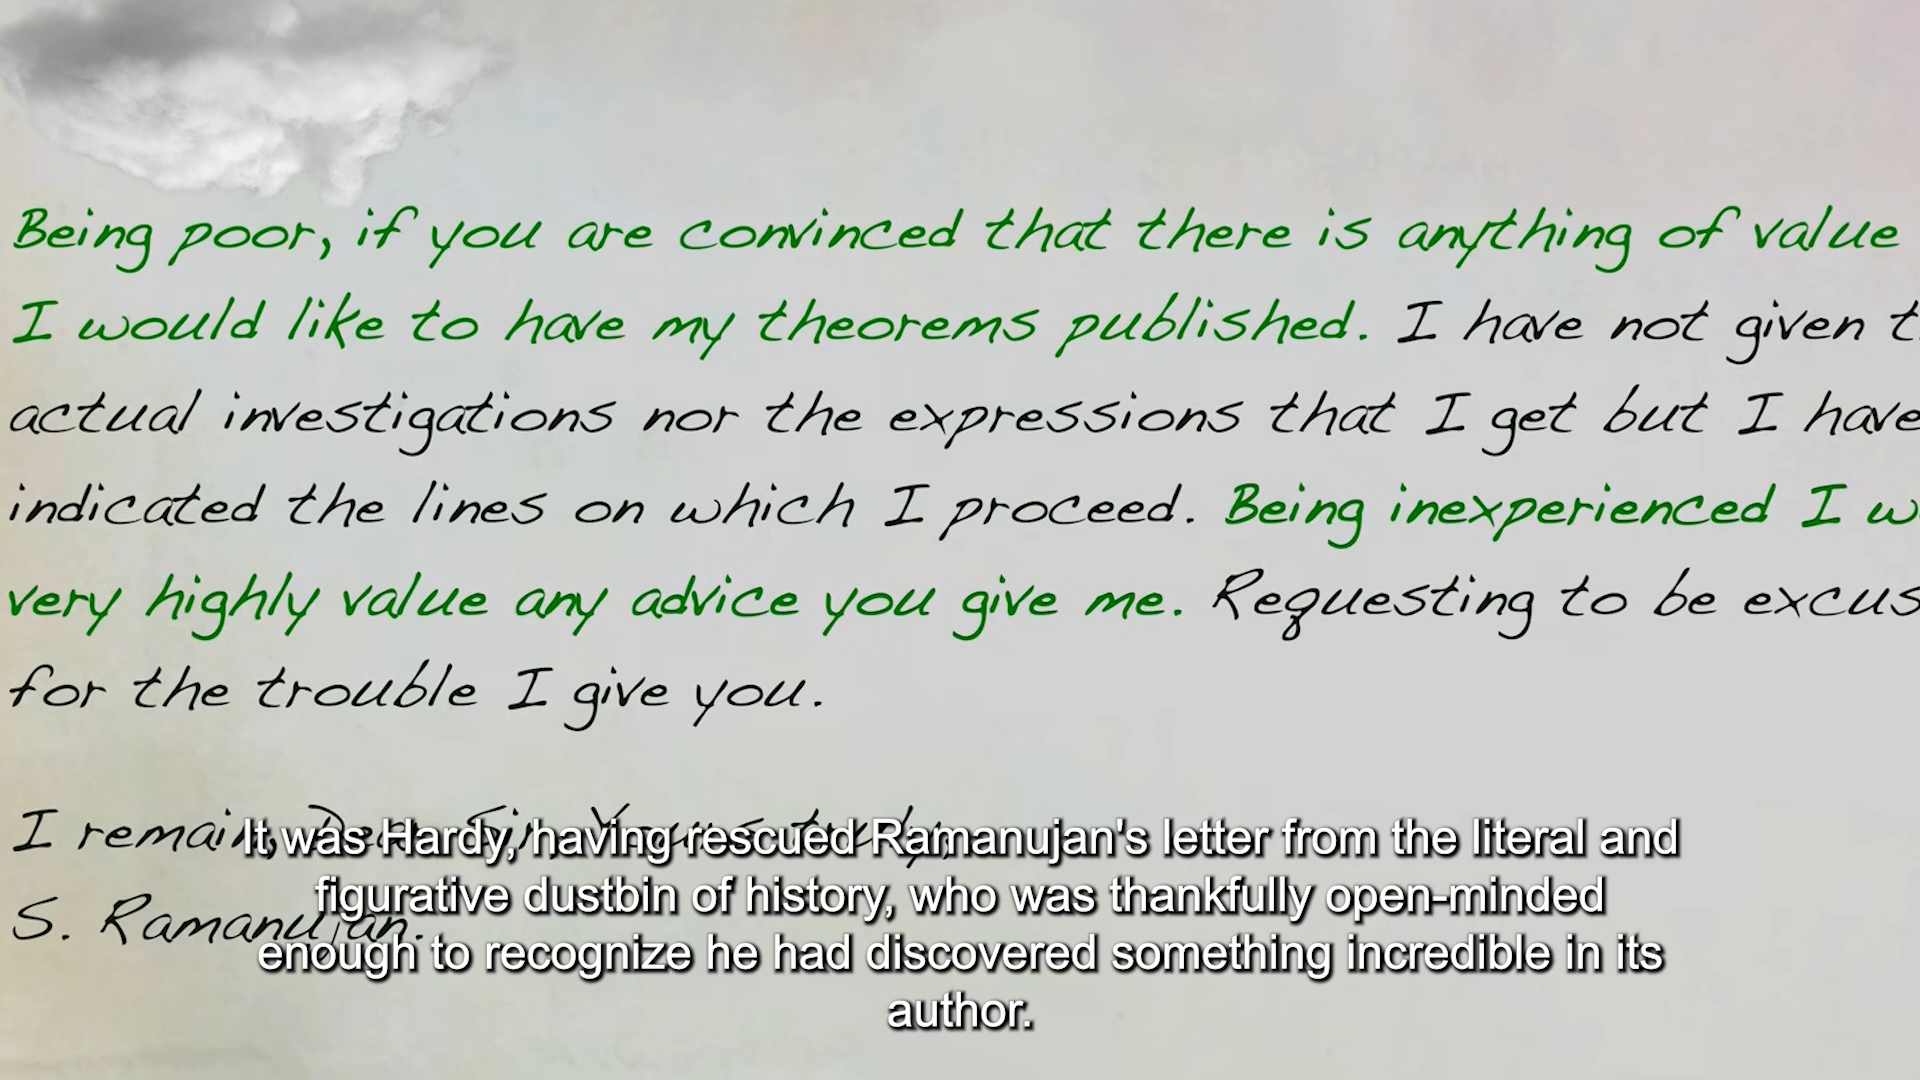 Being poor, if you are convinced that there is anything of value
I would like to have my theorems published. I have not given t
actual investigations nor the expressions that I get but I have
indicated the lines on which I proceed. Being inexperienced I w
very highly value any advice you give me. Requesting to be excus
for the trouble I give you.
I remain, Dear Sir, Yours truly,
S. Ramanujan.
It was Hardy, having rescued Ramanujan's letter from the literal and
figurative dustbin of history, who was thankfully open-minded
enough to recognize he had discovered something incredible in its
author.